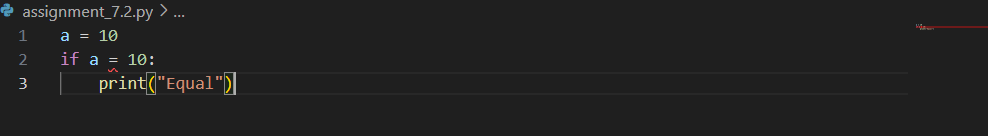 assignment_7.2.py > ...
1 a = 10
2 if a = 10:
3     print("Equal")